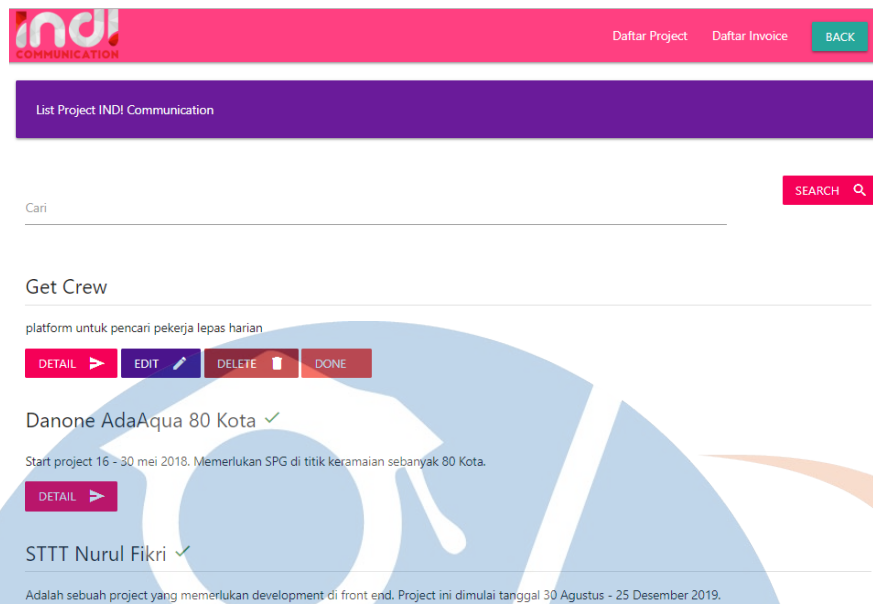 IND!
COMMUNICATION
Daftar Project Daftar Invoice BACK
List Project IND! Communication
SEARCH
Cari
Get Crew
platform untuk pencari pekerja lepas harian
DETAIL EDIT DELETE DONE
Danone AdaAqua 80 Kota
Start project 16 - 30 mei 2018. Memerlukan SPG di titik keramaian sebanyak 80 Kota.
DETAIL
STTT Nurul Fikri
Adalah sebuah project yang memerlukan development di front end. Project ini dimulai tanggal 30 Agustus - 25 Desember 2019.